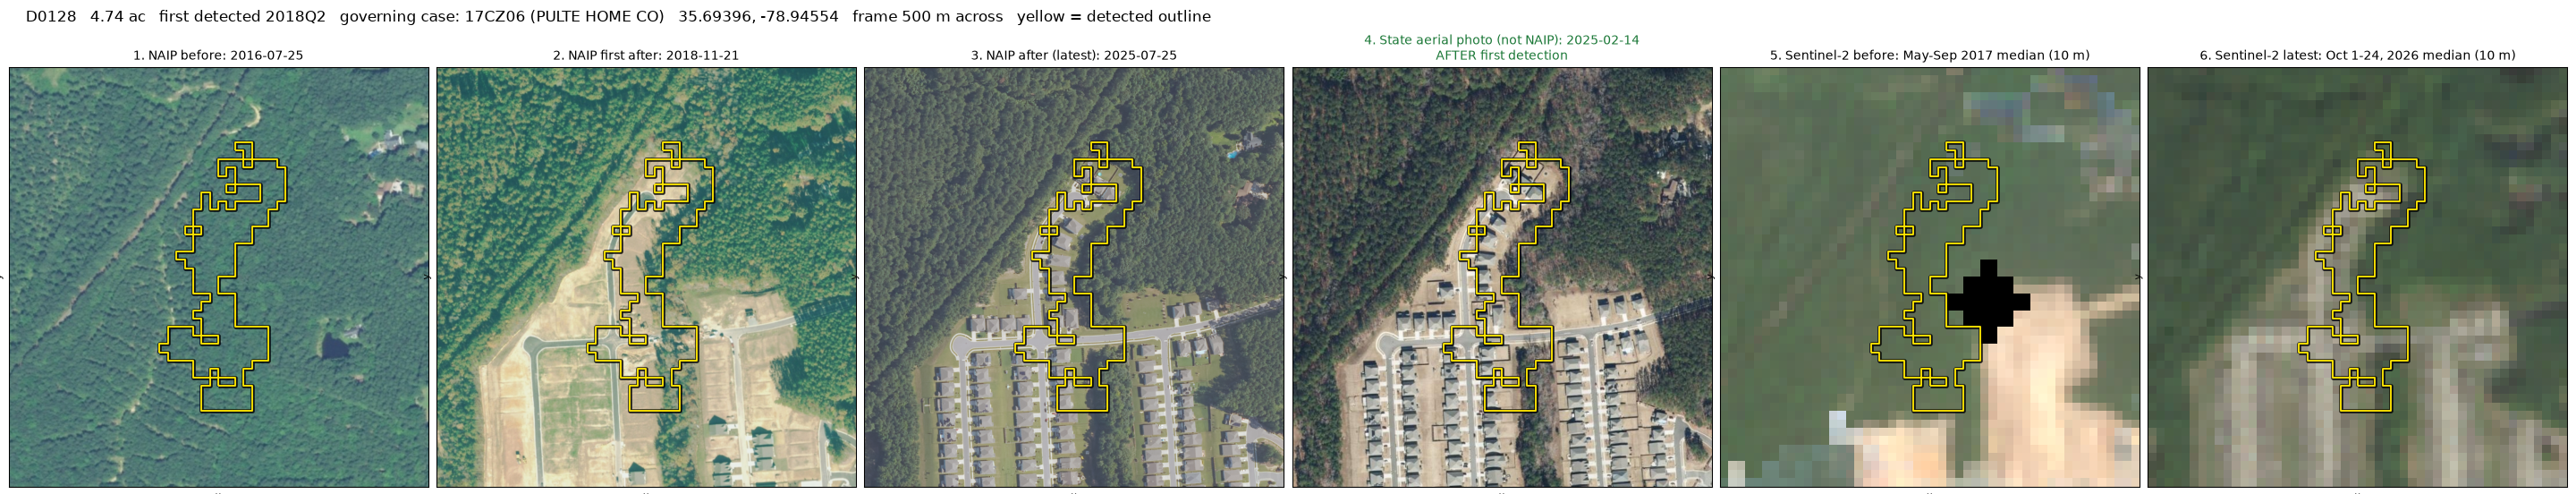 D0128   4.74 ac   first detected 2018Q2   governing case: 17CZ06 (PULTE HOME CO)   35.69396, -78.94554   frame 500 m across   yellow = detected outline
1. NAIP before: 2016-07-25
2. NAIP first after: 2018-11-21
3. NAIP after (latest): 2025-07-25
4. State aerial photo (not NAIP): 2025-02-14
AFTER first detection
5. Sentinel-2 before: May-Sep 2017 median (10 m)
6. Sentinel-2 latest: Oct 1-24, 2026 median (10 m)